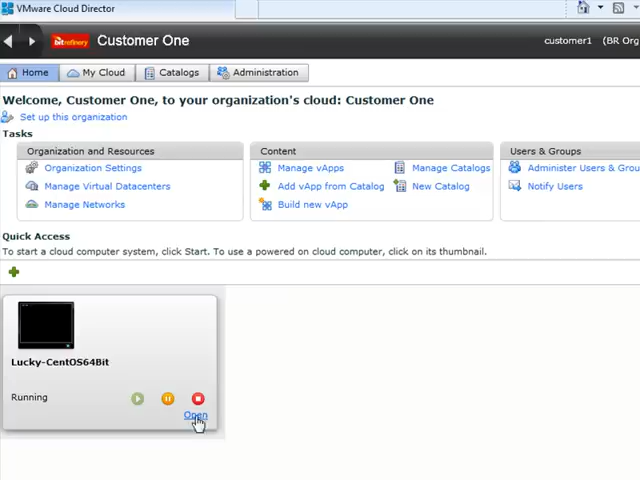 VMware Cloud Director
bitrefinery Customer One
customer1 (BR Org
Home My Cloud Catalogs Administration
Welcome, Customer One, to your organization's cloud: Customer One
Set up this organization
Tasks
Organization and Resources
Organization Settings
Manage Virtual Datacenters
Manage Networks
Content
Manage vApps Manage Catalogs
Add vApp from Catalog New Catalog
Build new vApp
Users & Groups
Administer Users & Grou
Notify Users
Quick Access
To start a cloud computer system, click Start. To use a powered on cloud computer, click on its thumbnail.
Lucky-CentOS64Bit
Running
Open